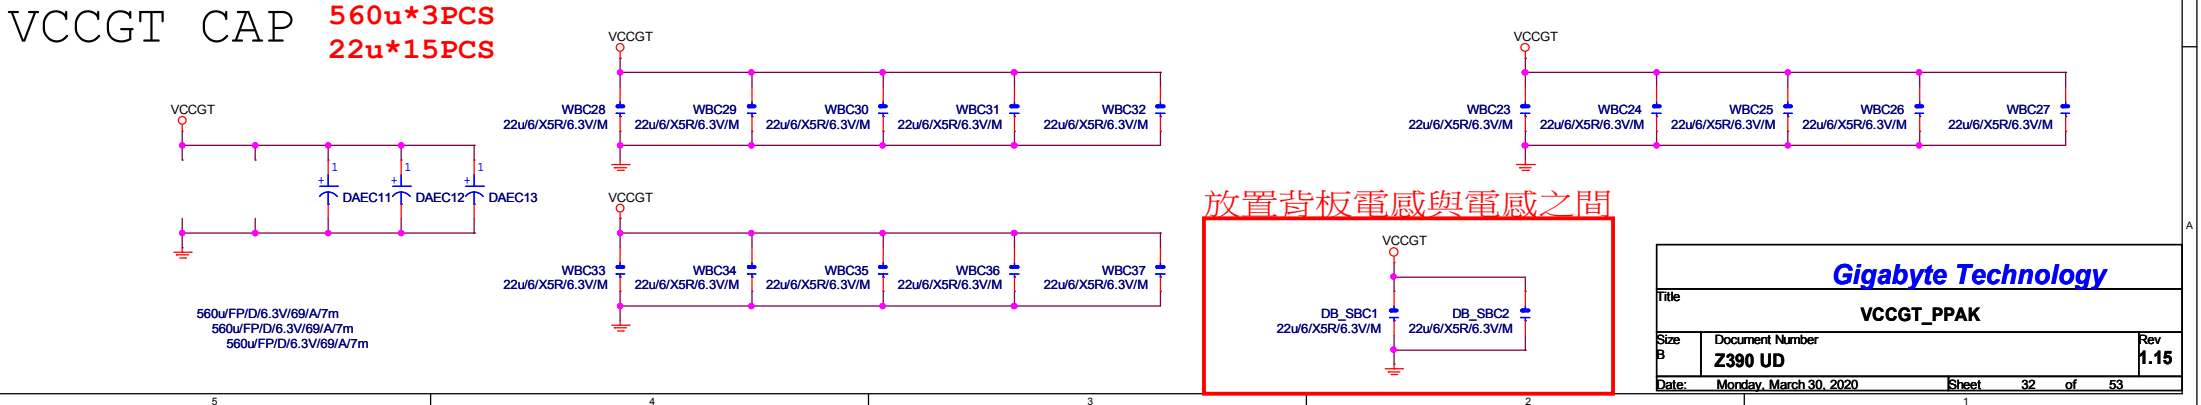 VCCGT CAP
560u*3PCS
22u*15PCS
VCCGT
1
1
1
+
+
+
DAEC11
DAEC12
DAEC13
560u/FP/D/6.3V/69/A/7m
560u/FP/D/6.3V/69/A/7m
560u/FP/D/6.3V/69/A/7m
VCCGT
WBC28
22u/6/X5R/6.3V/M
WBC29
22u/6/X5R/6.3V/M
WBC30
22u/6/X5R/6.3V/M
WBC31
22u/6/X5R/6.3V/M
WBC32
22u/6/X5R/6.3V/M
VCCGT
WBC33
22u/6/X5R/6.3V/M
WBC34
22u/6/X5R/6.3V/M
WBC35
22u/6/X5R/6.3V/M
WBC36
22u/6/X5R/6.3V/M
WBC37
22u/6/X5R/6.3V/M
VCCGT
WBC23
22u/6/X5R/6.3V/M
WBC24
22u/6/X5R/6.3V/M
WBC25
22u/6/X5R/6.3V/M
WBC26
22u/6/X5R/6.3V/M
WBC27
22u/6/X5R/6.3V/M
放置背板電感與電感之間
VCCGT
DB_SBC1
22u/6/X5R/6.3V/M
DB_SBC2
22u/6/X5R/6.3V/M
A
Gigabyte Technology
Title
VCCGT_PPAK
Size
B
Document Number
Z390 UD
Rev
1.15
Date: Monday, March 30, 2020 Sheet 32 of 53
5 4 3 2 1